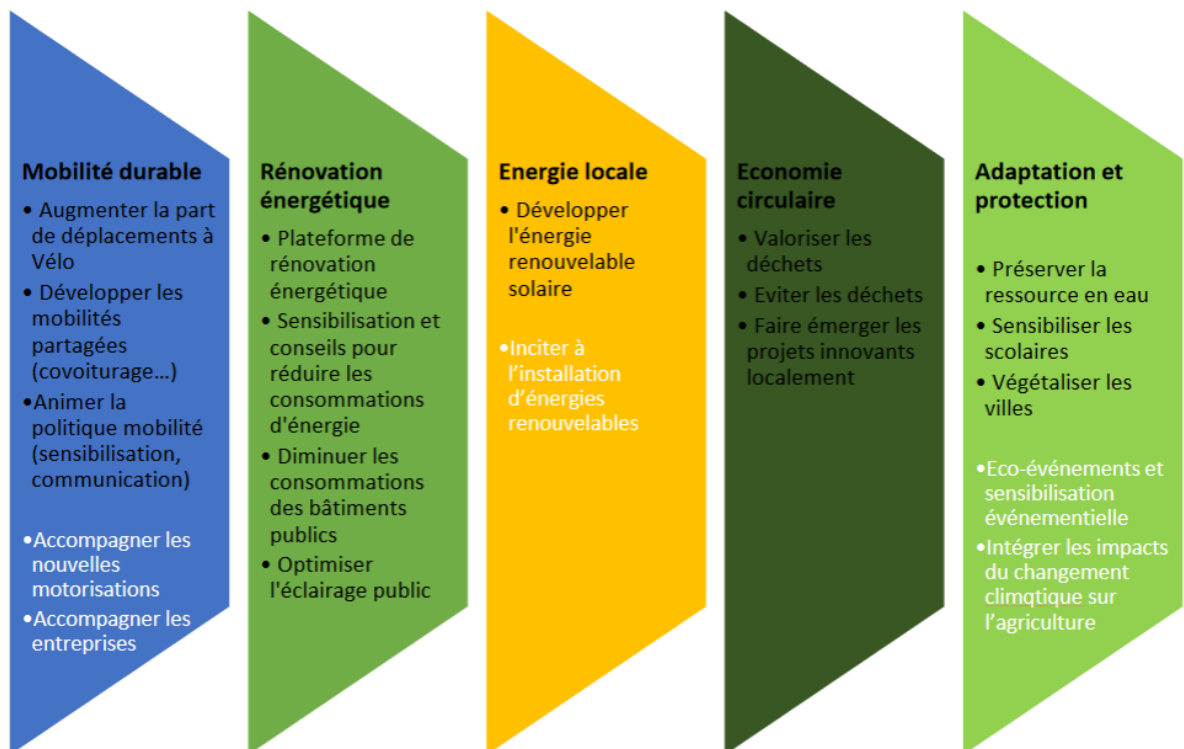 Mobilité durable
• Augmenter la part
de déplacements à
Vélo
• Développer les
mobilités
partagées
(covoiturage…)
•Animer la
politique mobilité
(sensibilisation,
communication)
•Accompagner les
nouvelles
motorisations
•Accompagner les
entreprises
Rénovation
énergétique
• Plateforme de
rénovation
énergétique
• Sensibilisation et
conseils pour
réduire les
consommations
d'énergie
• Diminuer les
consommations
des bâtiments
publics
• Optimiser
l'éclairage public
Energie locale
• Développer
l'énergie
renouvelable
solaire
•Inciter à
l’installation
d’énergies
renouvelables
Economie
circulaire
• Valoriser les
déchets
• Eviter les déchets
• Faire émerger les
projets innovants
localement
Adaptation et
protection
• Préserver la
ressource en eau
• Sensibiliser les
scolaires
• Végétaliser les
villes
•Eco-événements et
sensibilisation
événementielle
•Intégrer les impacts
du changement
climqtique sur
l’agriculture